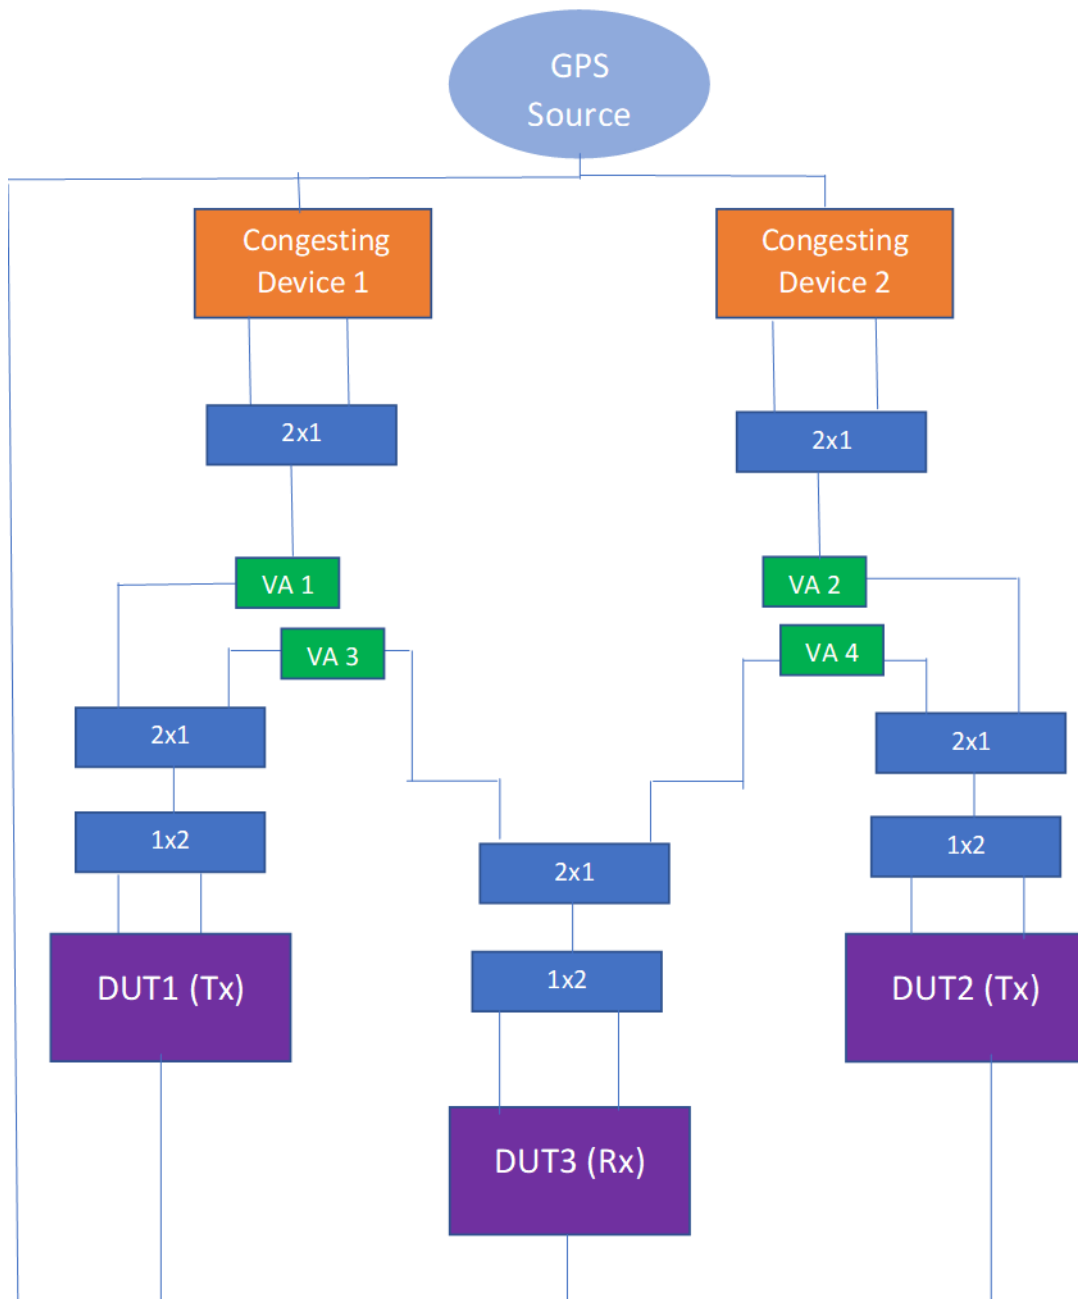 GPS
Source
Congesting
Device 1
Congesting
Device 2
2x1
2x1
VA 1
VA 2
VA 3
VA 4
2x1
2x1
1x2
1x2
2x1
1x2
DUT1 (Tx)
DUT2 (Tx)
DUT3 (Rx)